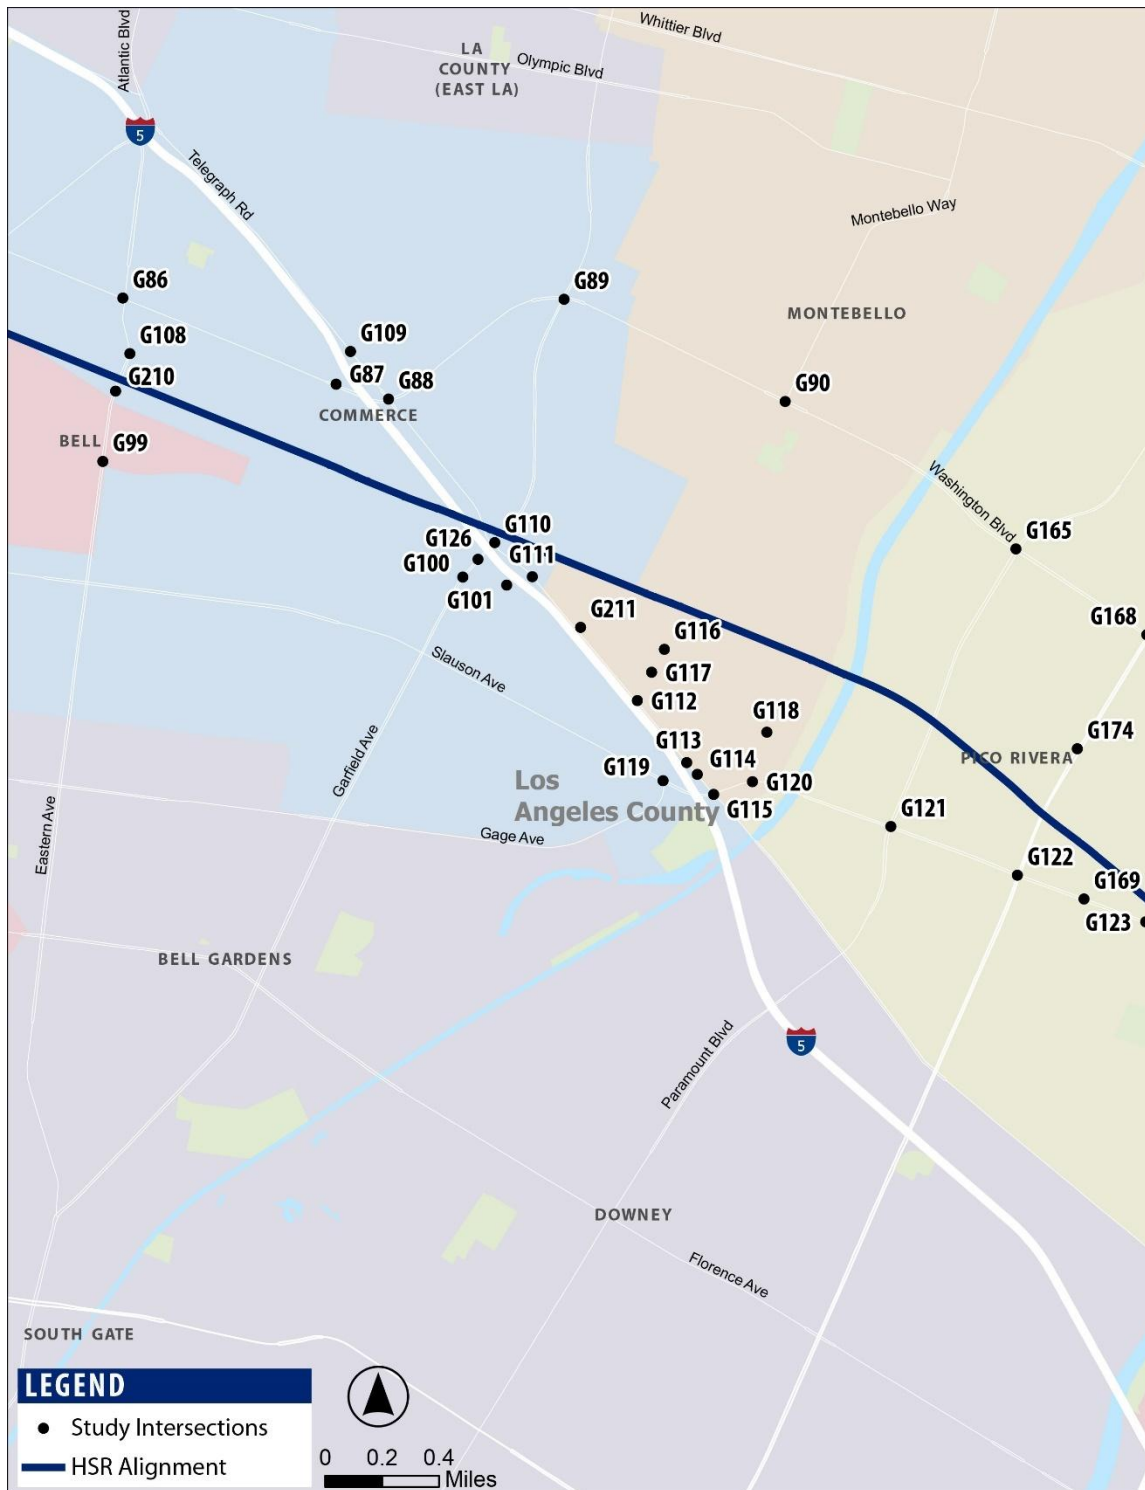 Whittier Blvd
Atlantic Blvd
LA
COUNTY
(EAST LA)
Olympic Blvd
5
Telegraph Rd
Montebello Way
G86
G89
MONTEBELLO
G108
G109
G210
G87
G88
G90
COMMERCE
BELL
G99
Washington Blvd
G110
G165
G126
G111
G100
G101
G211
G168
G116
Slauson Ave
G117
G112
G118
G174
Garfield Ave
G113
G114
PICO RIVERA
G119
G120
Los
Angeles County
G115
G121
Gage Ave
Eastern Ave
G122
G169
G123
BELL GARDENS
5
Paramount Blvd
DOWNEY
Florence Ave
SOUTH GATE
LEGEND
Study Intersections
HSR Alignment
0 0.2 0.4
Miles